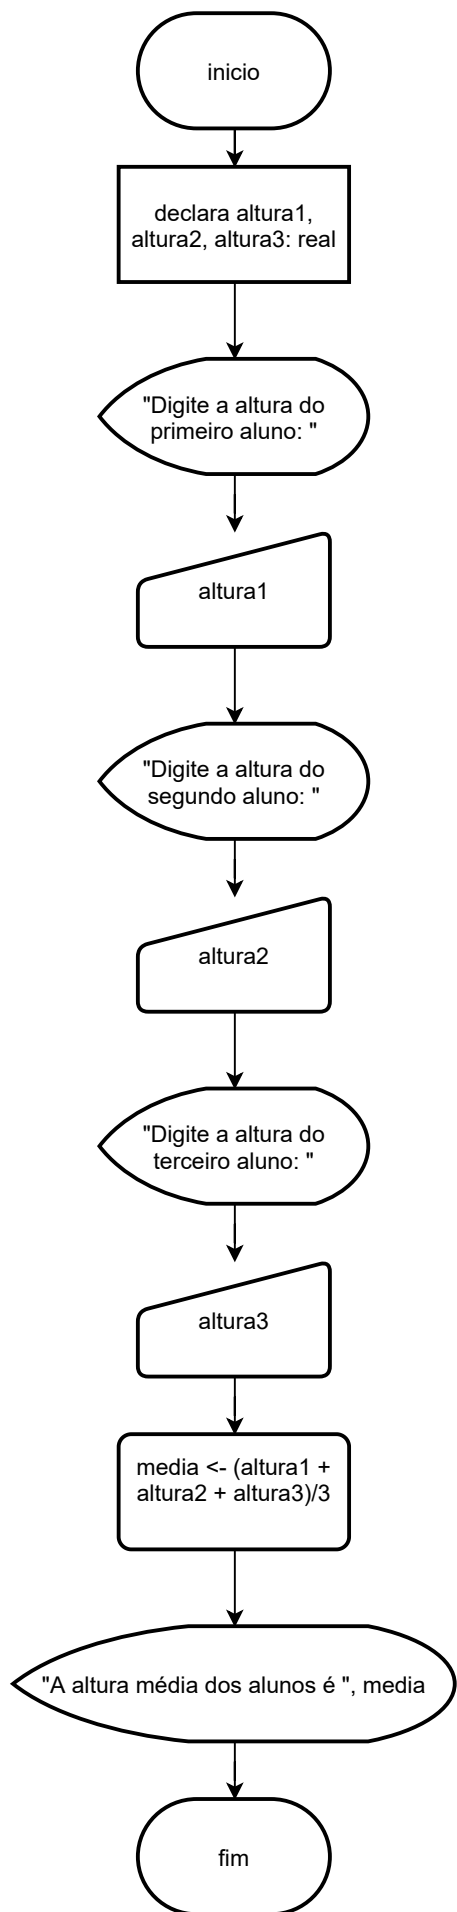 inicio
declara altura1,
altura2, altura3: real
"Digite a altura do
primeiro aluno: "
altura1
"Digite a altura do
segundo aluno: "
altura2
"Digite a altura do
terceiro aluno: "
altura3
media <- (altura1 +
altura2 + altura3)/3
"A altura média dos alunos é ", media
fim